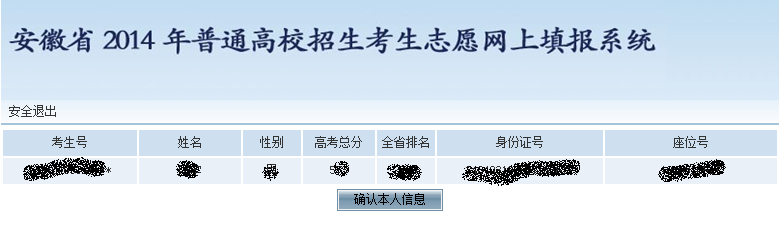 安徽省 2014 年普通高校招生考生志愿网上填报系统
安全退出
考生号 姓名 性别 高考总分 全省排名 身份证号 座位号
确认本人信息